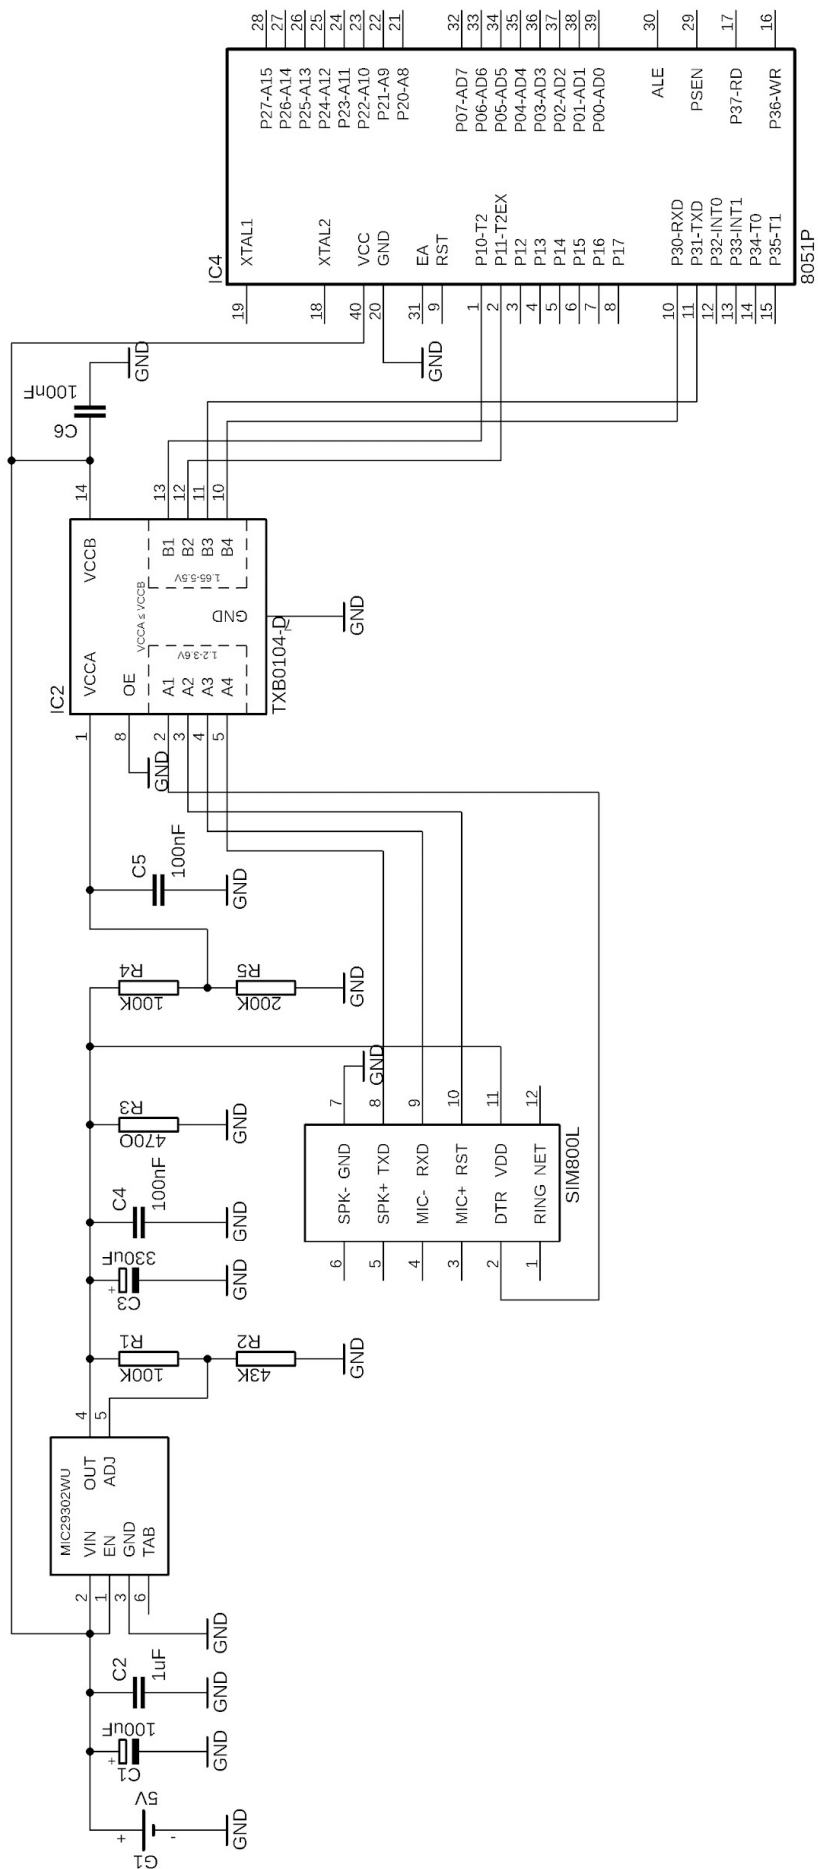 28
27
26
25
24
23
22
21
32
33
34
35
36
37
38
39
30
29
17
16
P27-A15
P26-A14
P25-A13
P24-A12
P23-A11
P22-A10
P21-A9
P20-A8
P07-AD7
P06-AD6
P05-AD5
P04-AD4
P03-AD3
P02-AD2
P01-AD1
P00-AD0
ALE
PSEN
P37-RD
P36-WR
IC4
XTAL1
XTAL2
VCC
GND
EA
RST
P10-T2
P11-T2EX
P12
P13
P14
P15
P16
P17
P30-RXD
P31-TXD
P32-INT0
P33-INT1
P34-T0
P35-T1
8051P
19
18
40
20
31
9
1
2
3
4
5
6
7
8
10
11
12
13
14
15
GND
GND
100nF
C6
14
13
12
11
10
VCCB
B1
B2
B3
B4
1.65-5.5V
VCCA ≤ VCCB
GND
7
GND
1.2-3.6V
VCCA
OE
A1
A2
A3
A4
IC2
TXB0104-D
1
8
2
3
4
5
GND
C5
100nF
GND
R4
100K
R5
200K
GND
GND
R3
470O
GND
7
8
9
10
11
12
SPK- GND
SPK+ TXD
MIC- RXD
MIC+ RST
DTR VDD
RING NET
SIM800L
6
5
4
3
2
1
C4
100nF
GND
330uF
+
C3
GND
R1
100K
R2
43K
GND
4
5
MIC29302WU
OUT
ADJ
VIN
EN
GND
TAB
2
1
3
6
GND
C2
1uF
GND
100uF
+
C1
GND
5V
+
-
G1
GND